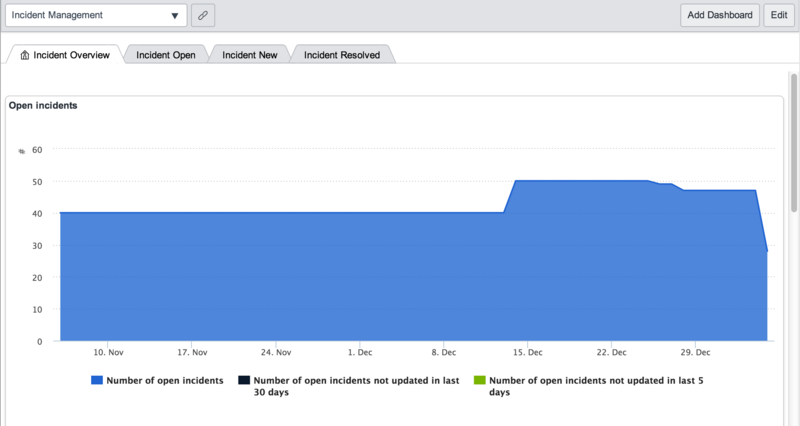 Incident Management
Add Dashboard
Edit
Incident Overview
Incident Open
Incident New
Incident Resolved
Open incidents
#
60
50
40
30
20
10
0
10. Nov
17. Nov
24. Nov
1. Dec
8. Dec
15. Dec
22. Dec
29. Dec
Number of open incidents
Number of open incidents not updated in last
30 days
Number of open incidents not updated in last 5
days